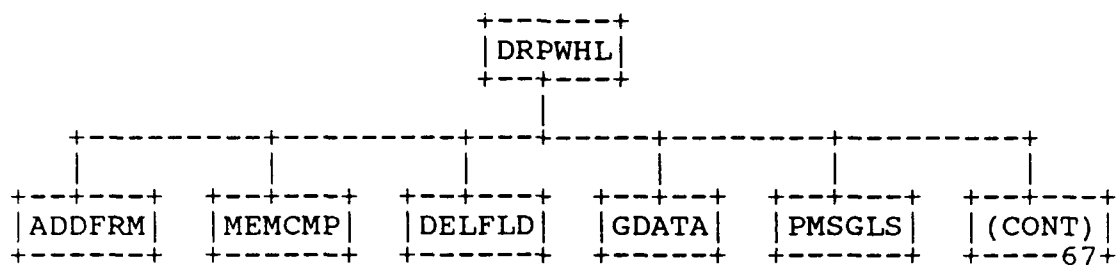 DRPWHL
ADDFRM MEMCMP DELFLD GDATA PMSGLS (CONT)
67